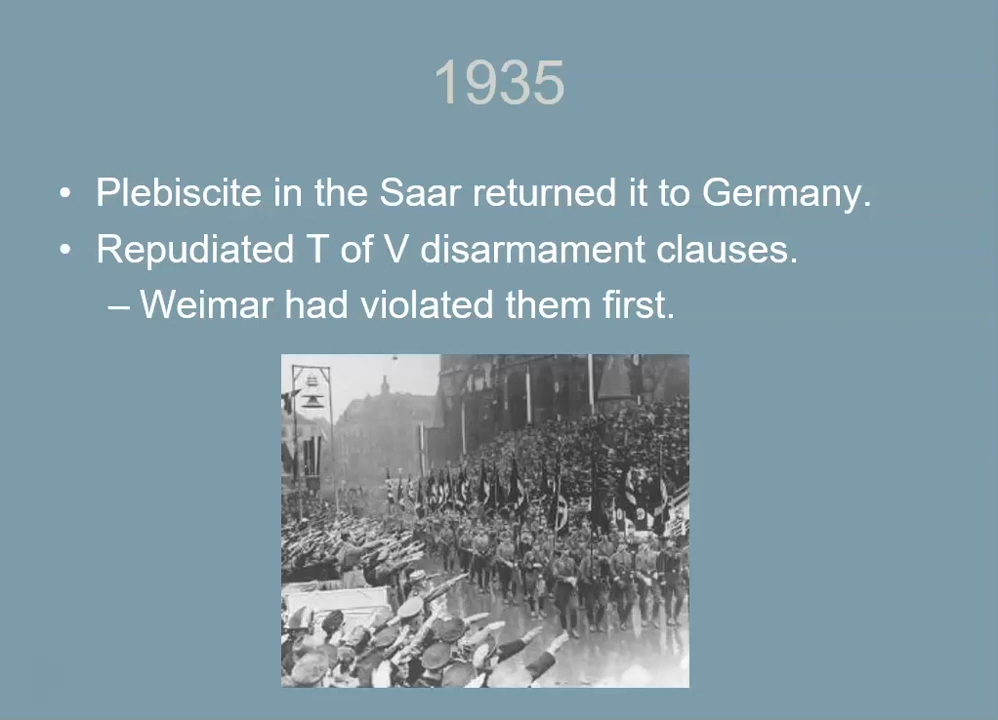 1935
• Plebiscite in the Saar returned it to Germany.
• Repudiated T of V disarmament clauses.
– Weimar had violated them first.